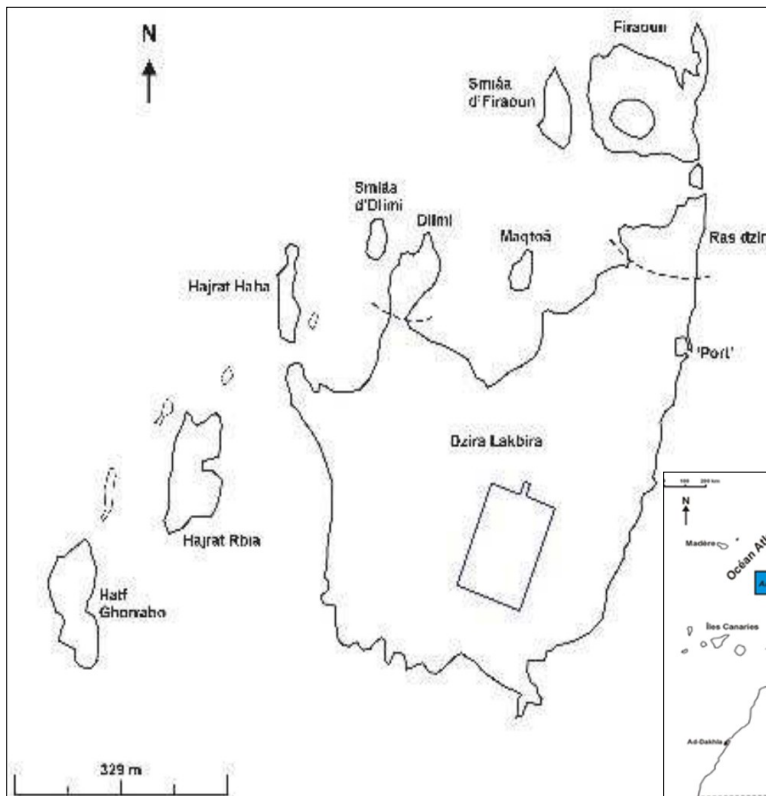 N
Firaoun
Smiâa
d'Firaoun
Smiâa
d'Dlimi
Dlimi
Maqtoâ
Ras dzir
Hajrat Haha
'Port'
Dzira Lakbira
Hajrat Rbia
Hatf
Ghorrabo
329 m
N
Madère
Océan Atl
Îles Canaries
Ad-Dakhla